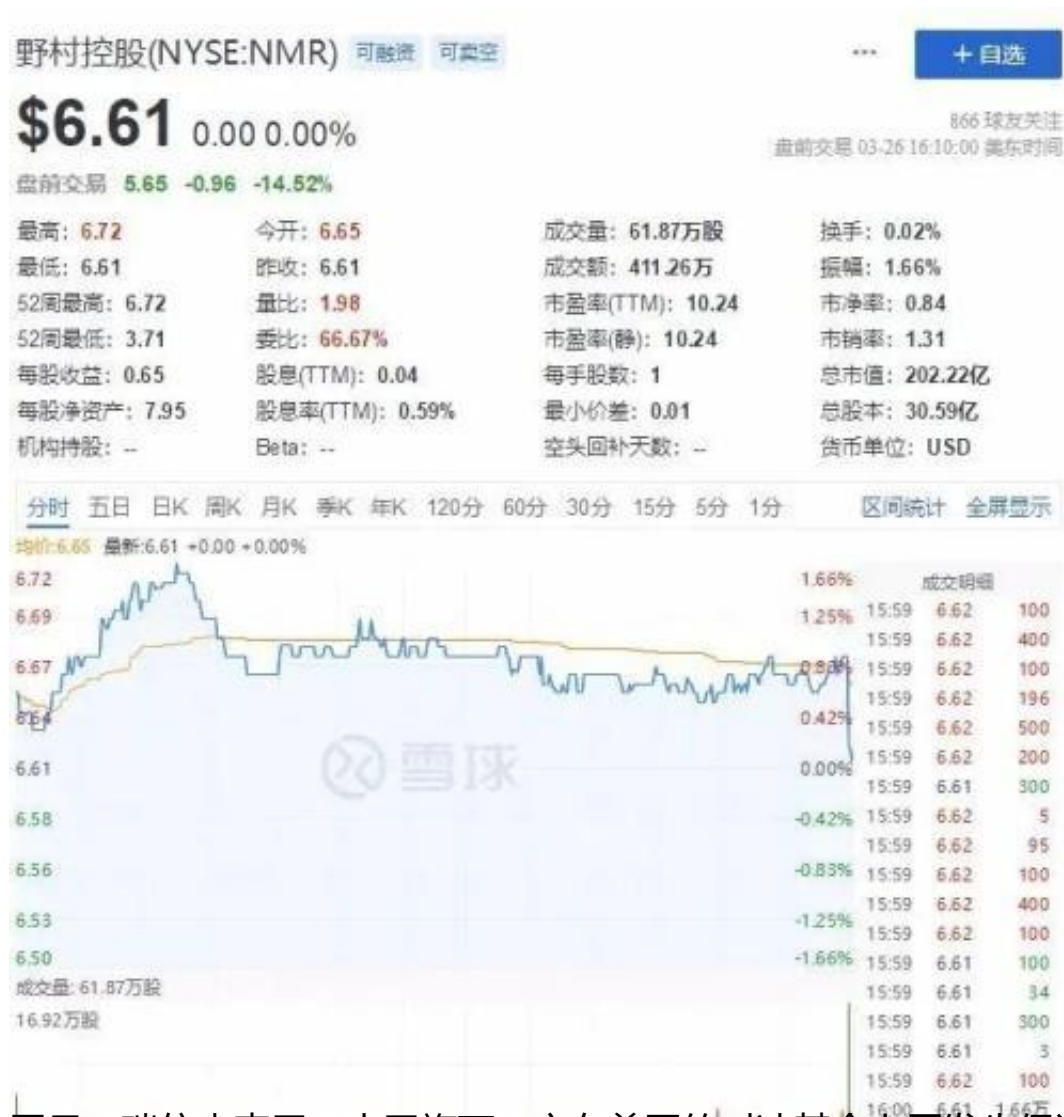 野村控股(NYSE:NMR) 可融资 可卖空 ··· +自选
$6.61 0.00 0.00%
866 球友关注
盘前交易 03-26 16:10:00 美东时间
盘前交易 5.65 -0.96 -14.52%
最高: 6.72 今开: 6.65 成交量: 61.87万股 换手: 0.02%
最低: 6.61 昨收: 6.61 成交额: 411.26万 振幅: 1.66%
52周最高: 6.72 量比: 1.98 市盈率(TTM): 10.24 市净率: 0.84
52周最低: 3.71 委比: 66.67% 市盈率(静): 10.24 市销率: 1.31
每股收益: 0.65 股息(TTM): 0.04 每手股数: 1 总市值: 202.22亿
每股净资产: 7.95 股息率(TTM): 0.59% 最小价差: 0.01 总股本: 30.59亿
机构持股: -- Beta: -- 空头回补天数: -- 货币单位: USD
分时 五日 日K 周K 月K 季K 年K 120分 60分 30分 15分 5分 1分 区间统计 全屏显示
均价:6.65 最新:6.61 +0.00 +0.00%
6.72 1.66%
6.69 1.25%
6.67 0.83%
6.64 0.42%
6.61 0.00%
6.58 -0.42%
6.56 -0.83%
6.53 -1.25%
6.50 -1.66%
雪球
成交量: 61.87万股
16.92万股
成交明细
15:59 6.62 100
15:59 6.62 400
15:59 6.62 100
15:59 6.62 196
15:59 6.62 500
15:59 6.62 200
15:59 6.61 300
15:59 6.62 5
15:59 6.62 95
15:59 6.62 100
15:59 6.62 400
15:59 6.62 100
15:59 6.61 100
15:59 6.61 34
15:59 6.61 300
15:59 6.61 3
15:59 6.62 100
16:00 6.61 1.66万